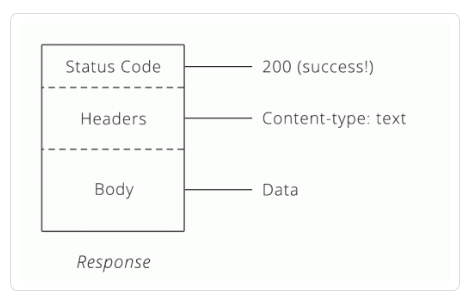 Status Code 200 (success!)
Headers Content-type: text
Body Data
Response